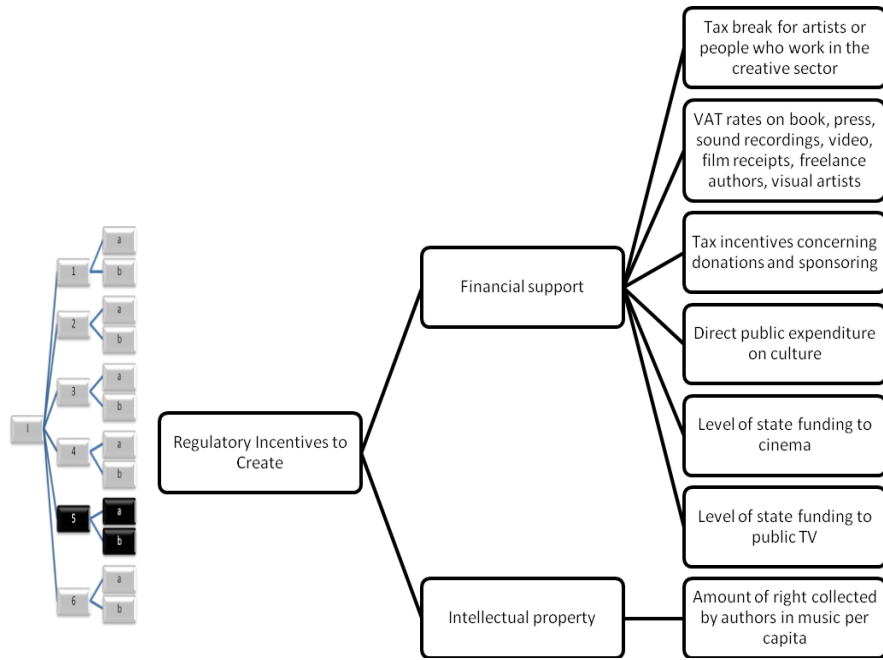 I
1
a
b
2
a
b
3
a
b
4
a
b
5
a
b
6
a
b
Regulatory Incentives to
Create
Financial support
Intellectual property
Tax break for artists or
people who work in the
creative sector
VAT rates on book, press,
sound recordings, video,
film receipts, freelance
authors, visual artists
Tax incentives concerning
donations and sponsoring
Direct public expenditure
on culture
Level of state funding to
cinema
Level of state funding to
public TV
Amount of right collected
by authors in music per
capita